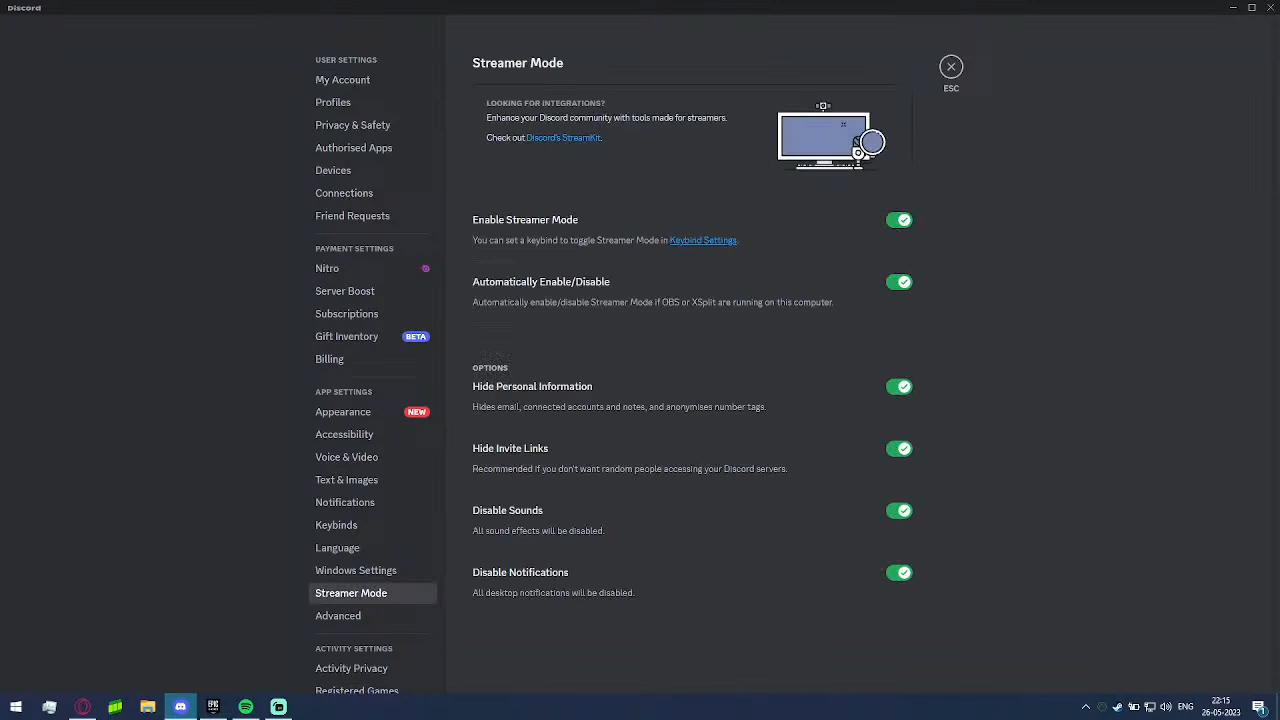 Discord
USER SETTINGS
My Account
Profiles
Privacy & Safety
Authorised Apps
Devices
Connections
Friend Requests
PAYMENT SETTINGS
Nitro
Server Boost
Subscriptions
Gift Inventory BETA
Billing
APP SETTINGS
Appearance NEW
Accessibility
Voice & Video
Text & Images
Notifications
Keybinds
Language
Windows Settings
Streamer Mode
Advanced
ACTIVITY SETTINGS
Activity Privacy
Registered Games
Streamer Mode
ESC
LOOKING FOR INTEGRATIONS?
Enhance your Discord community with tools made for streamers.
Check out Discord's StreamKit.
Enable Streamer Mode
You can set a keybind to toggle Streamer Mode in Keybind Settings.
Automatically Enable/Disable
Automatically enable/disable Streamer Mode if OBS or XSplit are running on this computer.
OPTIONS
Hide Personal Information
Hides email, connected accounts and notes, and anonymises number tags.
Hide Invite Links
Recommended if you don't want random people accessing your Discord servers.
Disable Sounds
All sound effects will be disabled.
Disable Notifications
All desktop notifications will be disabled.
EPIC
ENG
22:15
26-05-2023